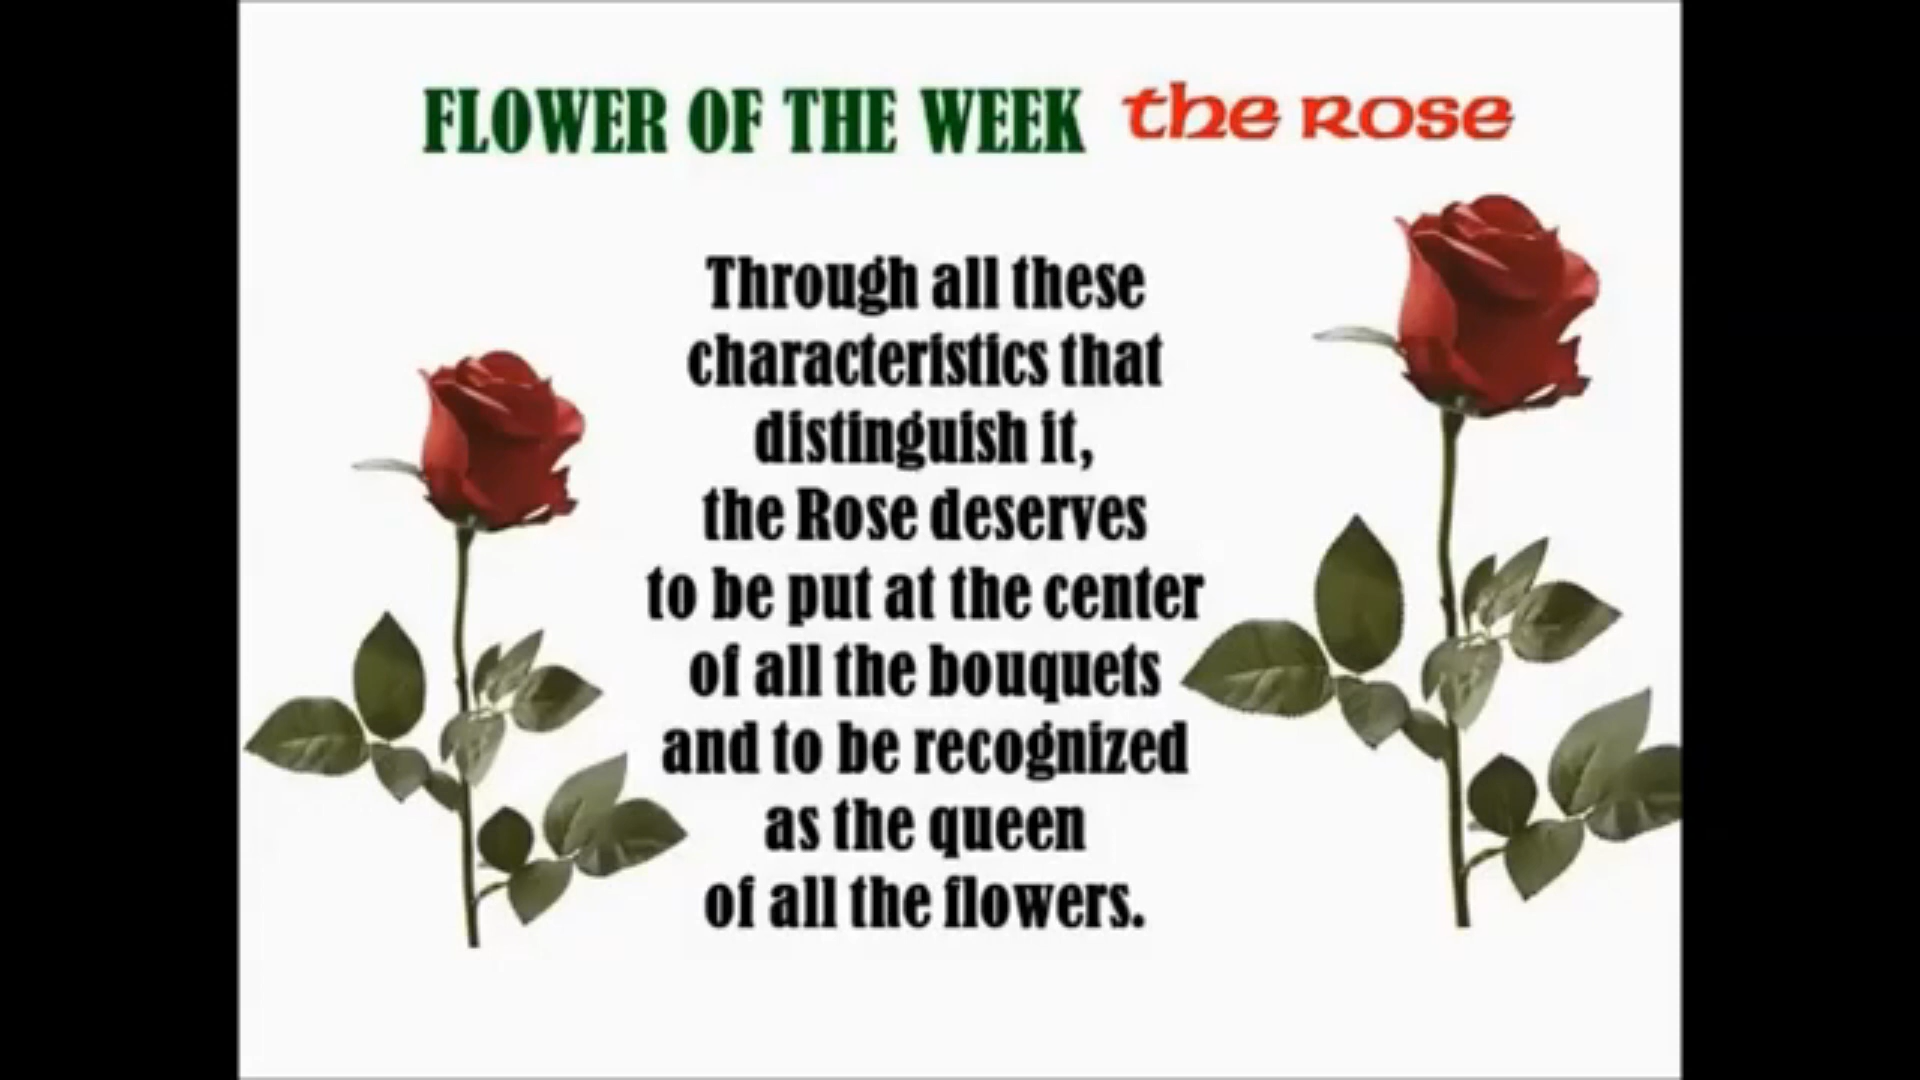 FLOWER OF THE WEEK the Rose
Through all these
characteristics that
distinguish it,
the Rose deserves
to be put at the center
of all the bouquets
and to be recognized
as the queen
of all the flowers.